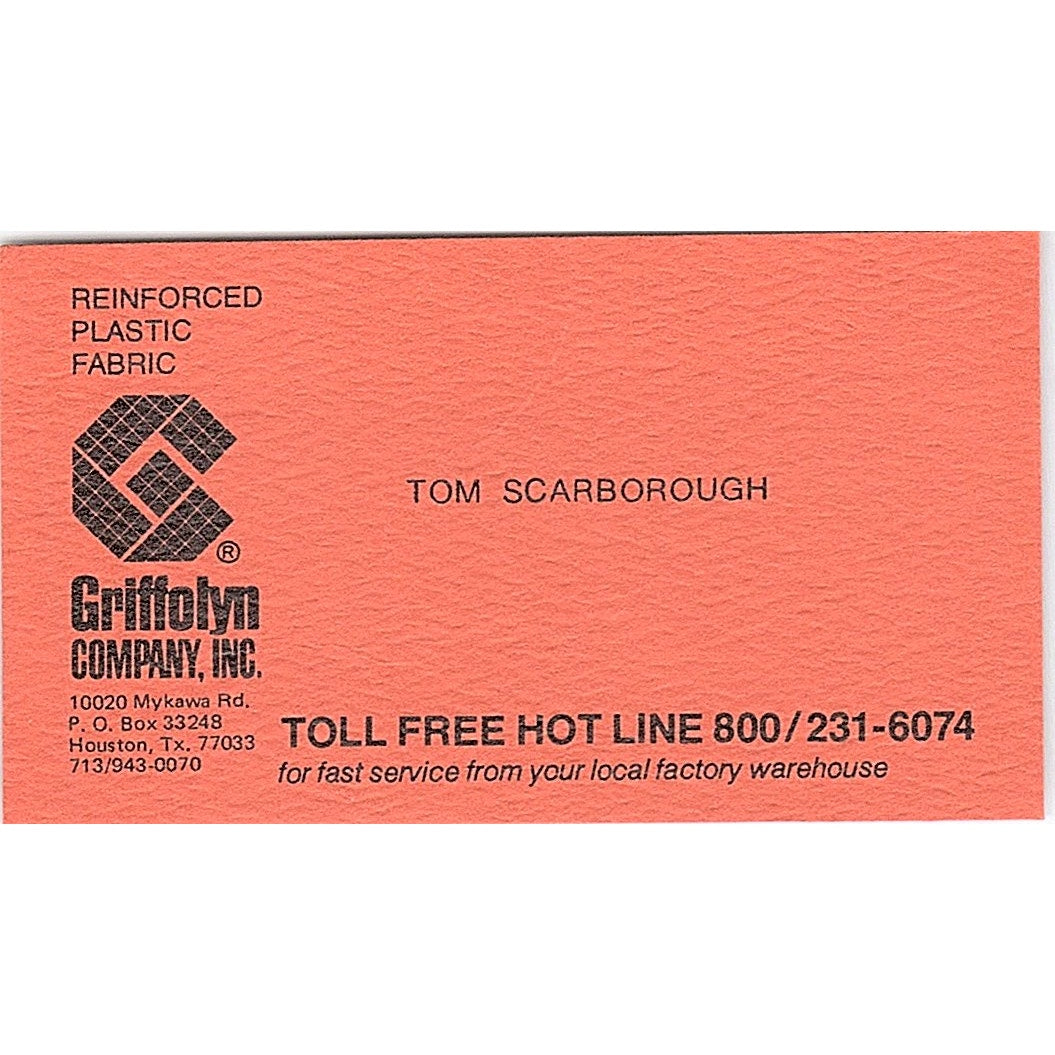 REINFORCED
PLASTIC
FABRIC
®
Griffolyn
COMPANY, INC.
10020 Mykawa Rd.
P. O. Box 33248
Houston, Tx. 77033
713/943-0070
TOM SCARBOROUGH
TOLL FREE HOT LINE 800/231-6074
for fast service from your local factory warehouse